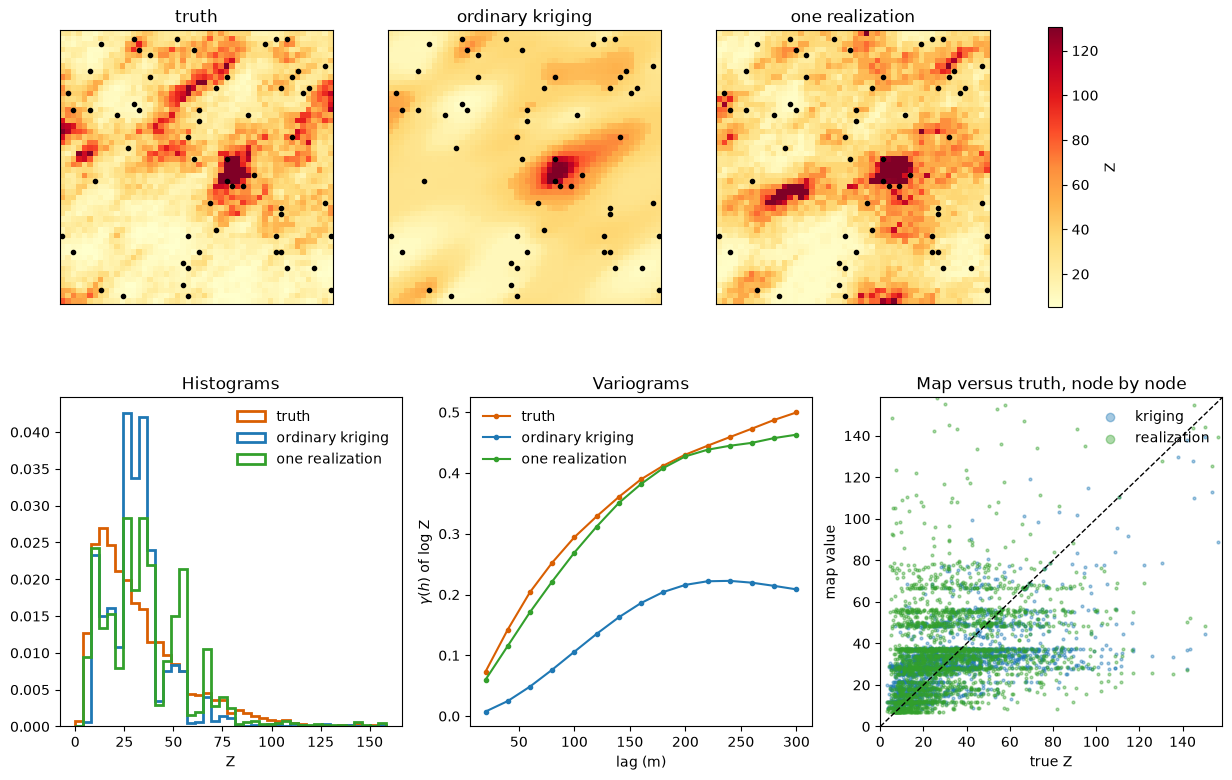 truth
ordinary kriging
one realization
120
100
80
60
40
20
Z
Histograms
truth
ordinary kriging
one realization
0.040
0.035
0.030
0.025
0.020
0.015
0.010
0.005
0.000
0 25 50 75 100 125 150
Z
Variograms
truth
ordinary kriging
one realization
0.5
0.4
0.3
0.2
0.1
0.0
γ(h) of log Z
50 100 150 200 250 300
lag (m)
Map versus truth, node by node
kriging
realization
140
120
100
80
60
40
20
0
map value
0 20 40 60 80 100 120 140
true Z